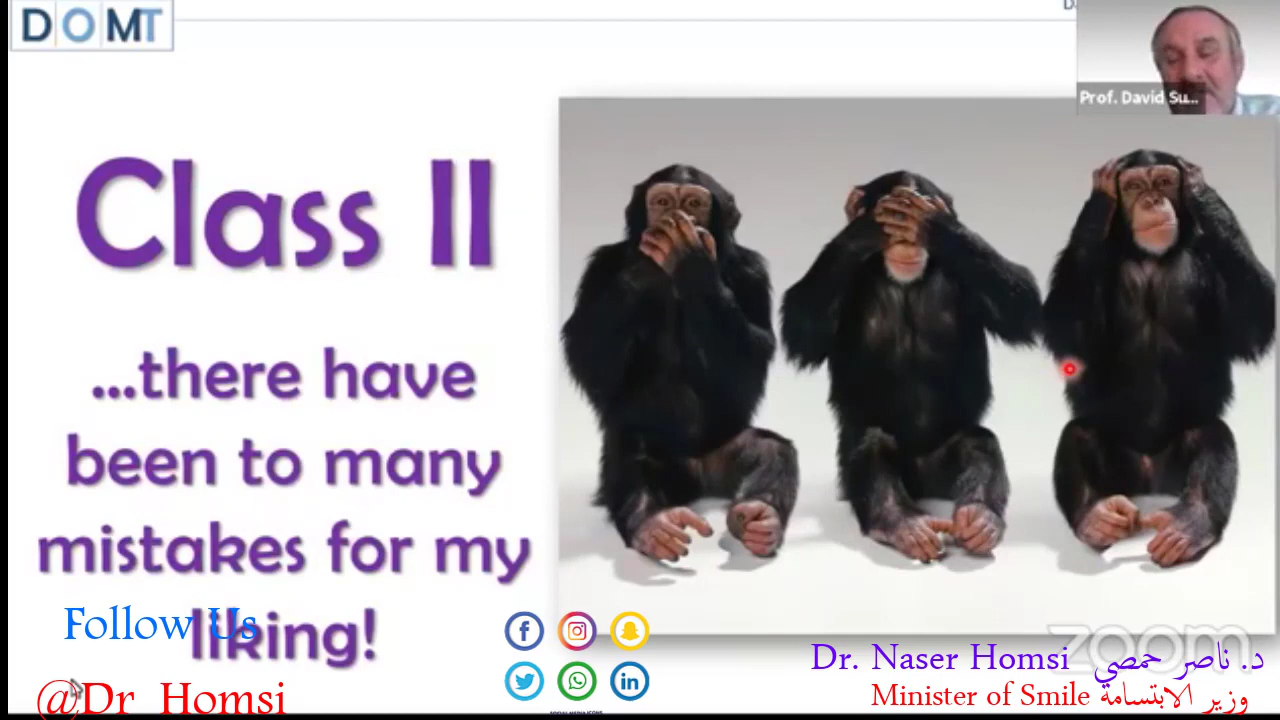 DOMT
Prof. David Su...
Class II
...there have
been to many
mistakes for my
liking!
Follow Us
@Dr_Homsi
zoom
Dr. Naser Homsi د. ناصر حمصي
Minister of Smile وزير الابتسامة